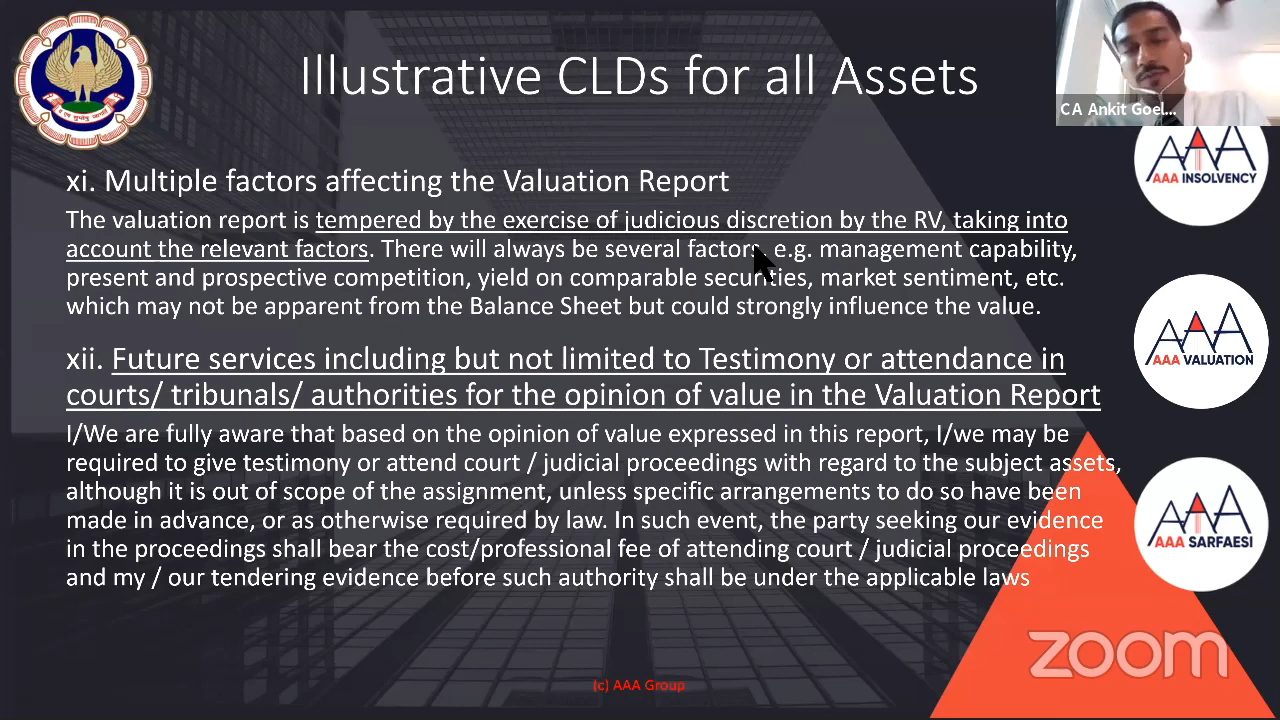 Illustrative CLDs for all Assets
CA Ankit Goel...
xi. Multiple factors affecting the Valuation Report
The valuation report is tempered by the exercise of judicious discretion by the RV, taking into
account the relevant factors. There will always be several factors, e.g. management capability,
present and prospective competition, yield on comparable securities, market sentiment, etc.
which may not be apparent from the Balance Sheet but could strongly influence the value.
xii. Future services including but not limited to Testimony or attendance in
courts/ tribunals/ authorities for the opinion of value in the Valuation Report
I/We are fully aware that based on the opinion of value expressed in this report, I/we may be
required to give testimony or attend court / judicial proceedings with regard to the subject assets,
although it is out of scope of the assignment, unless specific arrangements to do so have been
made in advance, or as otherwise required by law. In such event, the party seeking our evidence
in the proceedings shall bear the cost/professional fee of attending court / judicial proceedings
and my / our tendering evidence before such authority shall be under the applicable laws
AAA
AAA INSOLVENCY
AAA
AAA VALUATION
AAA
AAA SARFAESI
zoom
(c) AAA Group